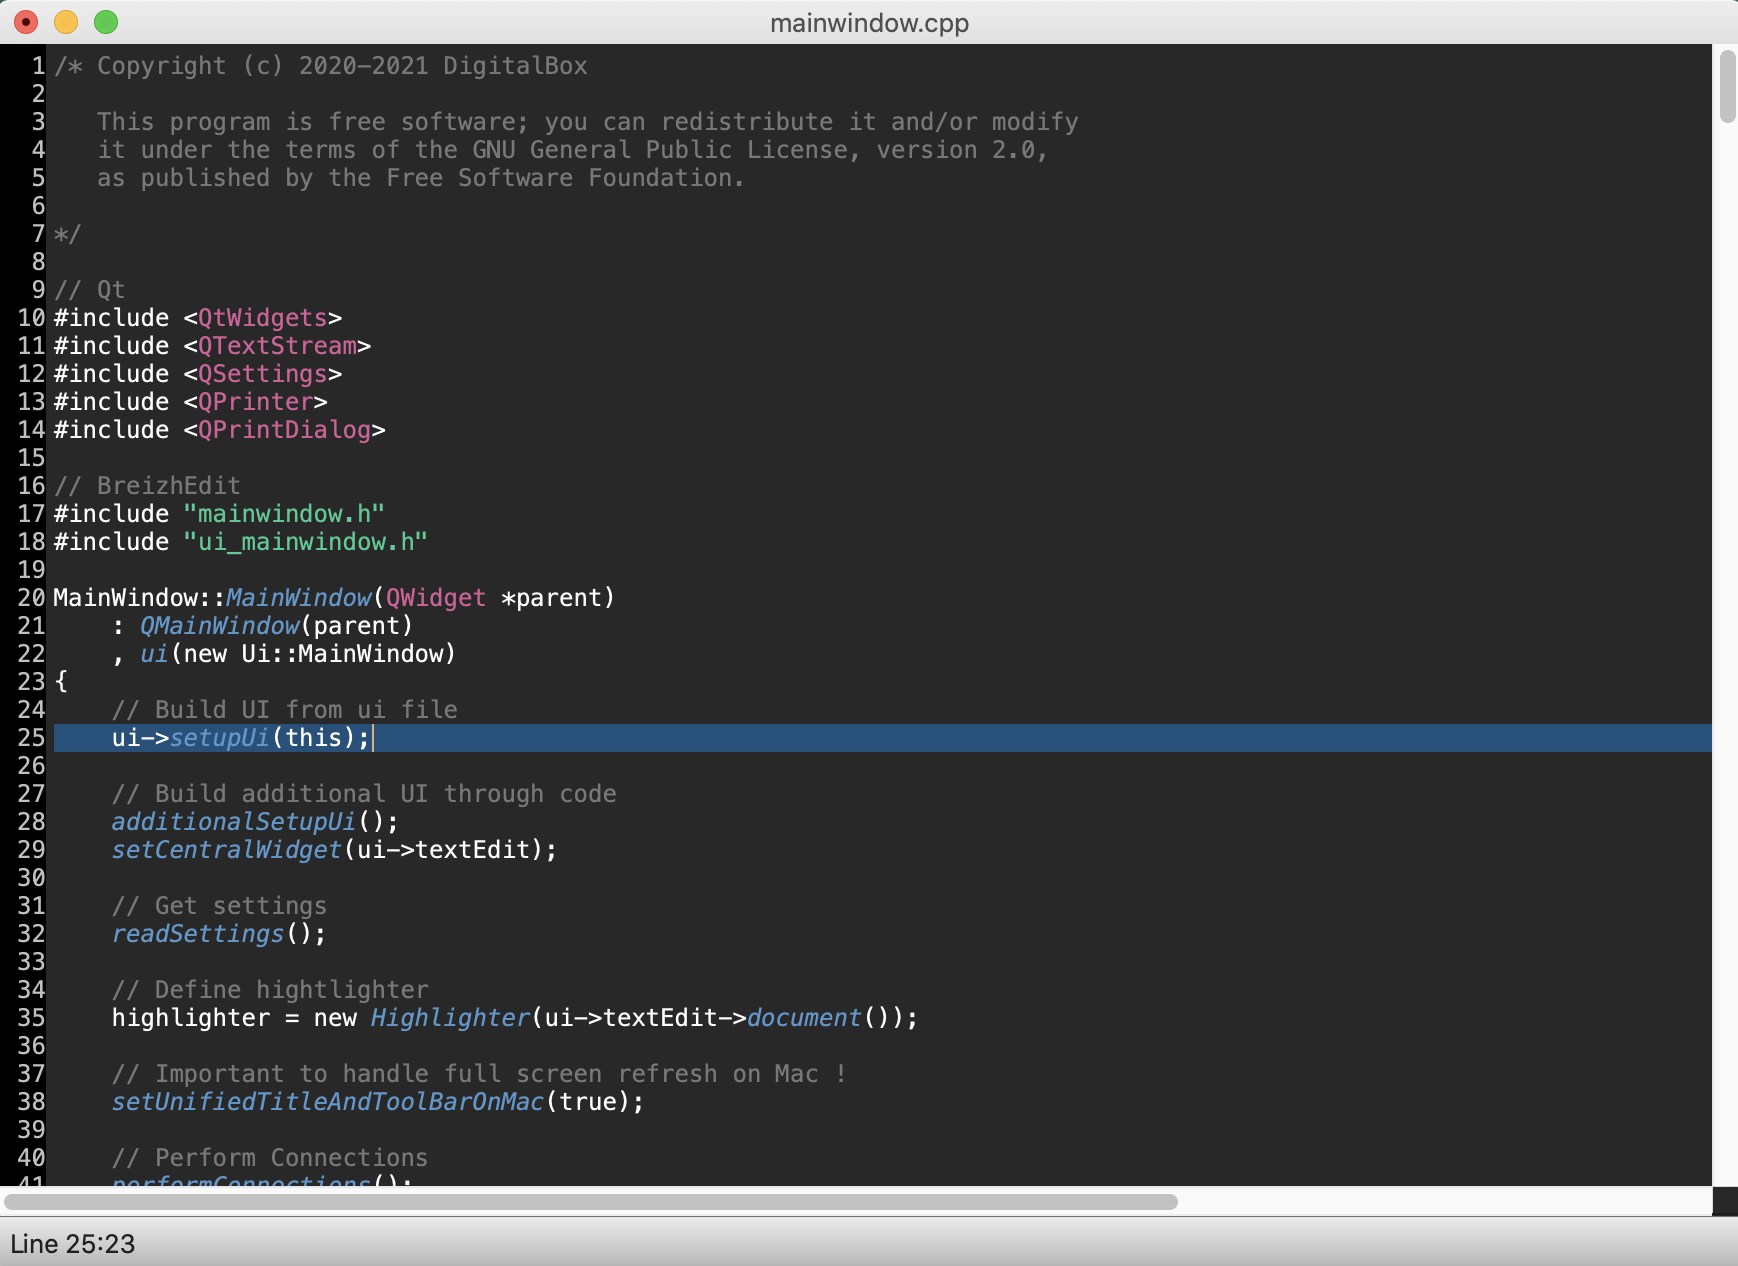 mainwindow.cpp
1 /* Copyright (c) 2020-2021 DigitalBox
2
3    This program is free software; you can redistribute it and/or modify
4    it under the terms of the GNU General Public License, version 2.0,
5    as published by the Free Software Foundation.
6
7 */
8
9 // Qt
10 #include <QtWidgets>
11 #include <QTextStream>
12 #include <QSettings>
13 #include <QPrinter>
14 #include <QPrintDialog>
15
16 // BreizhEdit
17 #include "mainwindow.h"
18 #include "ui_mainwindow.h"
19
20 MainWindow::MainWindow(QWidget *parent)
21     : QMainWindow(parent)
22     , ui(new Ui::MainWindow)
23 {
24     // Build UI from ui file
25     ui->setupUi(this);
26
27     // Build additional UI through code
28     additionalSetupUi();
29     setCentralWidget(ui->textEdit);
30
31     // Get settings
32     readSettings();
33
34     // Define hightlighter
35     highlighter = new Highlighter(ui->textEdit->document());
36
37     // Important to handle full screen refresh on Mac !
38     setUnifiedTitleAndToolBarOnMac(true);
39
40     // Perform Connections
41     performConnections();
Line 25:23